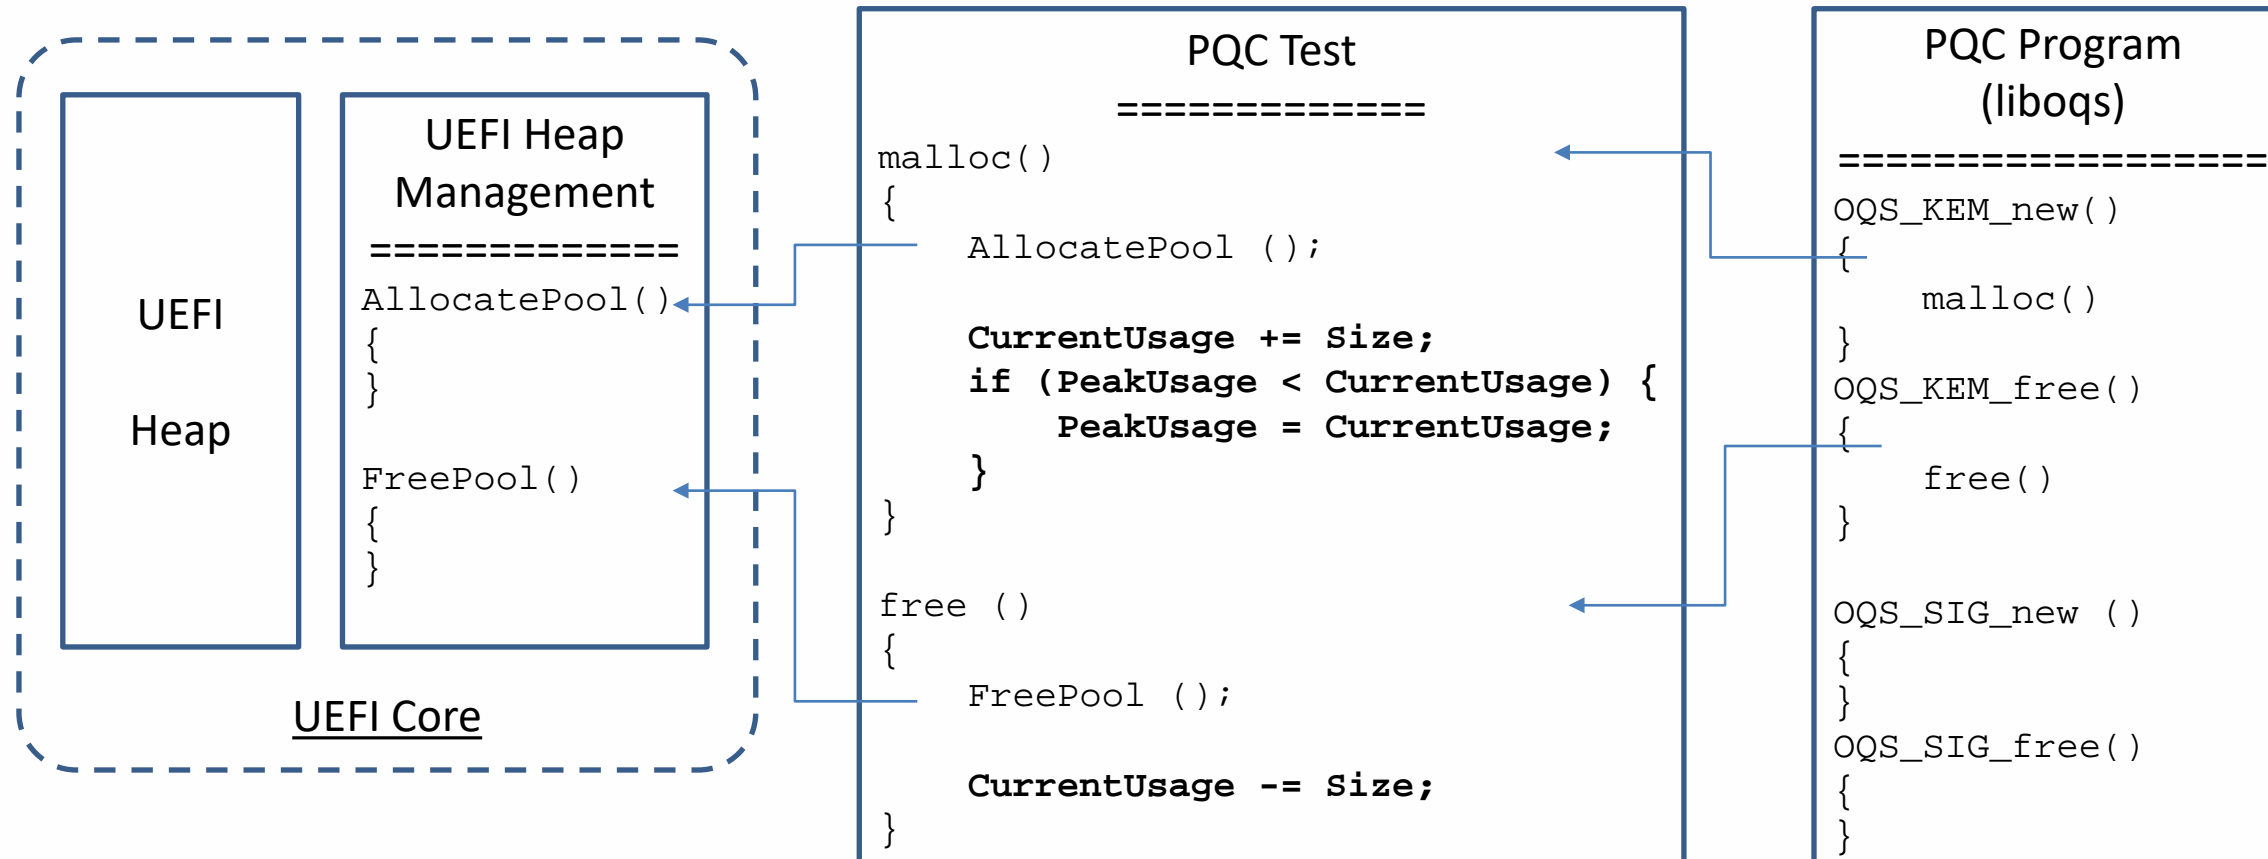 UEFI
Heap
UEFI Heap
Management
=============
AllocatePool()
{
}
FreePool()
{
}
UEFI Core
PQC Test
=============
malloc()
{
AllocatePool ();
CurrentUsage += Size;
if (PeakUsage < CurrentUsage) {
PeakUsage = CurrentUsage;
}
}
free ()
{
FreePool ();
CurrentUsage -= Size;
}
PQC Program
(liboqs)
==================
OQS_KEM_new()
{
malloc()
}
OQS_KEM_free()
{
free()
}
OQS_SIG_new ()
{
}
OQS_SIG_free()
{
}